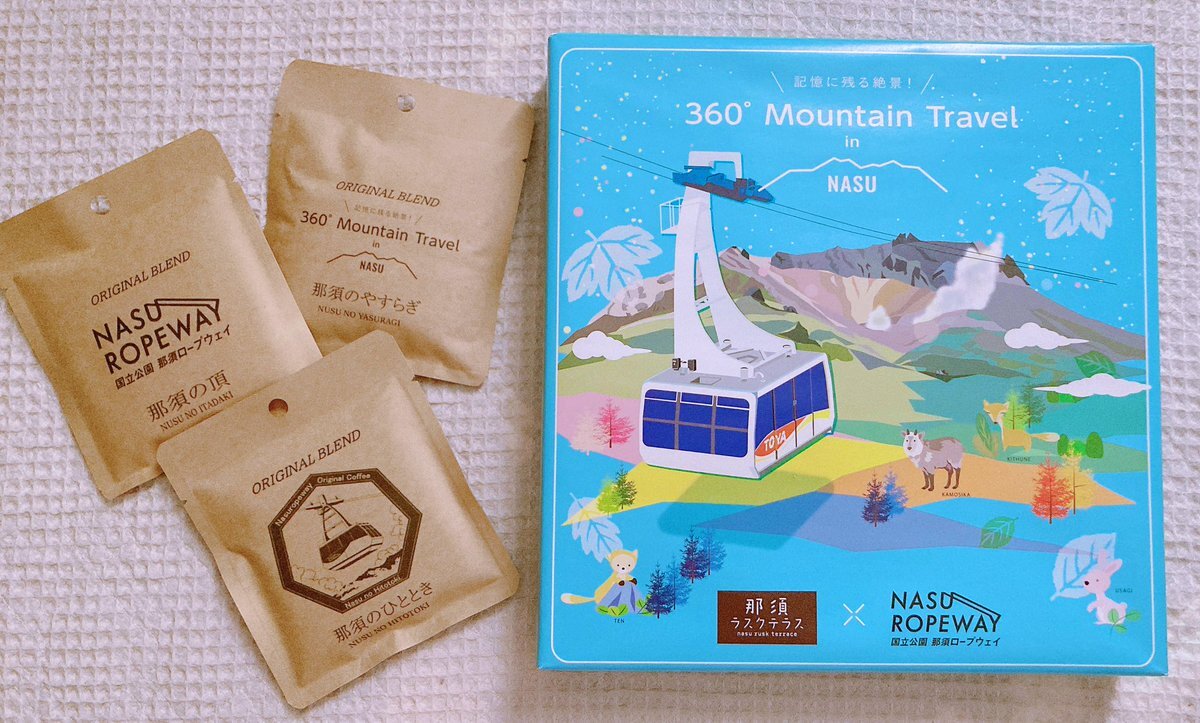 ORIGINAL BLEND
NASU
ROPEWAY
国立公園 那須ロープウェイ
那須の頂
NUSU NO ITADAKI
ORIGINAL BLEND
記憶に残る絶景!
360° Mountain Travel
in
NASU
那須のやすらぎ
NUSU NO YASURAGI
ORIGINAL BLEND
Nasuropeway Original Coffee
Nasu no Hitotoki
那須のひととき
NUSU NO HITOTOKI
記憶に残る絶景!
360° Mountain Travel
in
NASU
TOYA
KITHUNE
KAMOSIKA
TEN
USAGI
那須
ラスクテラス
nasu rusk terrace
×
NASU
ROPEWAY
国立公園 那須ロープウェイ